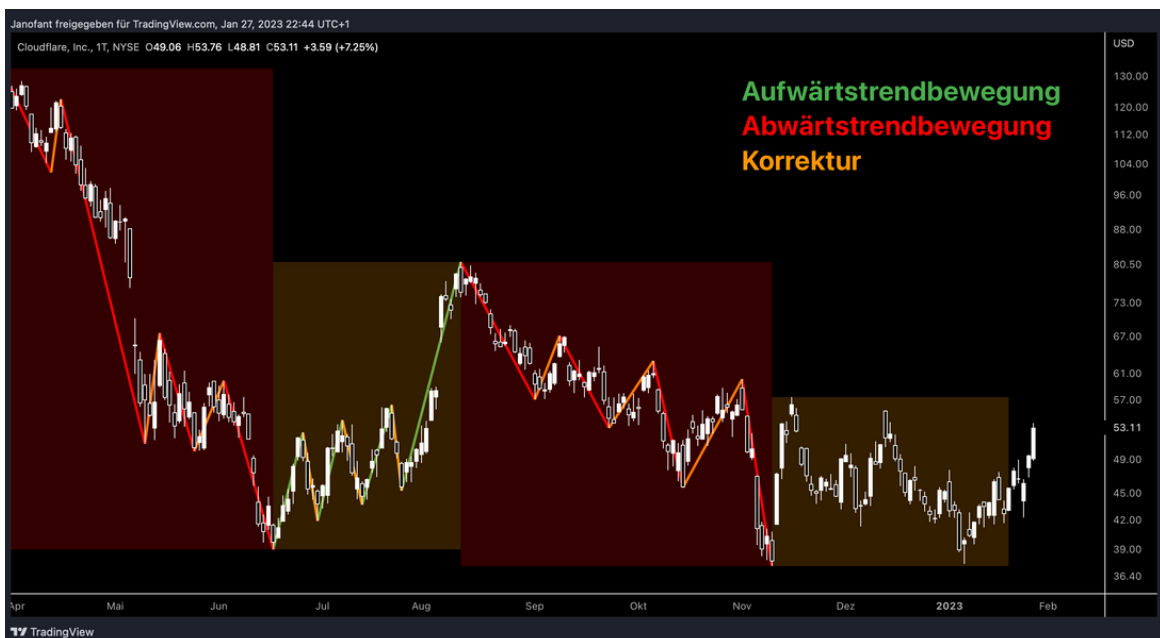 Janofant freigegeben für TradingView.com, Jan 27, 2023 22:44 UTC+1
Cloudflare, Inc., 1T, NYSE O49.06 H53.76 L48.81 C53.11 +3.59 (+7.25%)
USD
Aufwärtstrendbewegung
Abwärtstrendbewegung
Korrektur
130.00
120.00
112.00
104.00
96.00
88.00
80.50
73.00
67.00
61.00
57.00
53.11
49.00
45.00
42.00
39.00
36.40
Apr Mai Jun Jul Aug Sep Okt Nov Dez 2023 Feb
TradingView